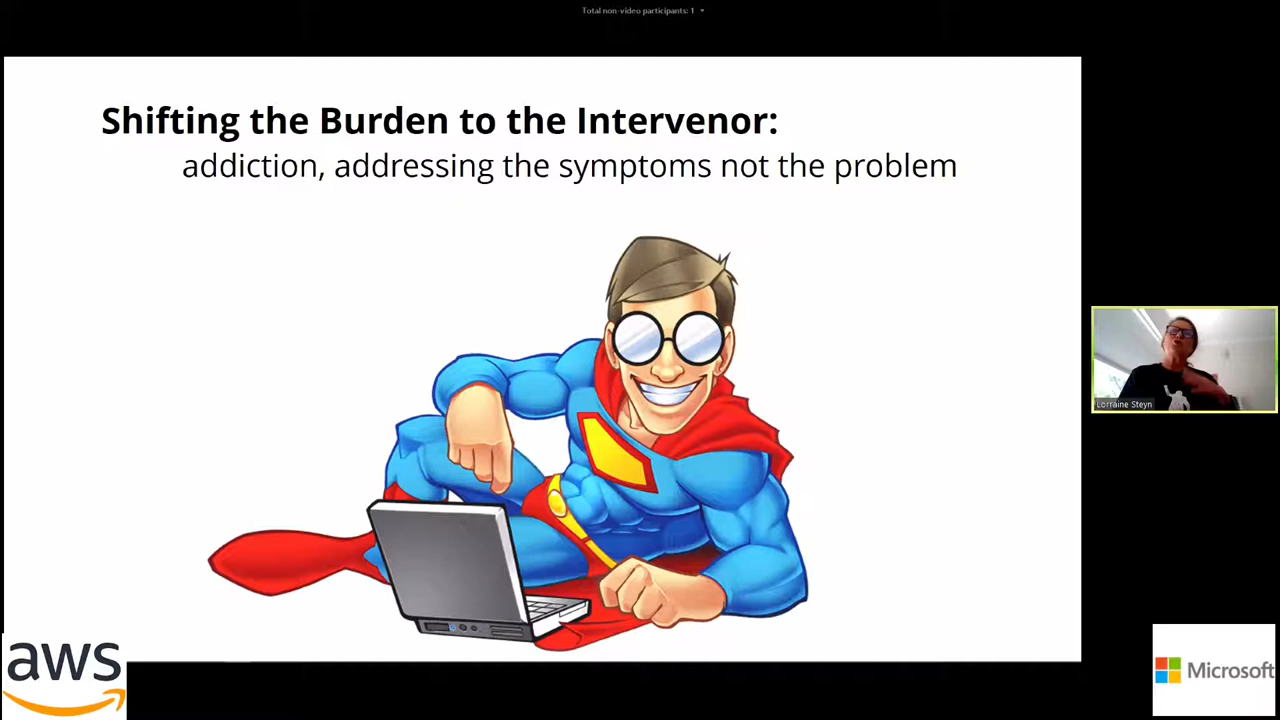 Total non-video participants: 1
Shifting the Burden to the Intervenor:
addiction, addressing the symptoms not the problem
Lorraine Steyn
aws
Microsoft